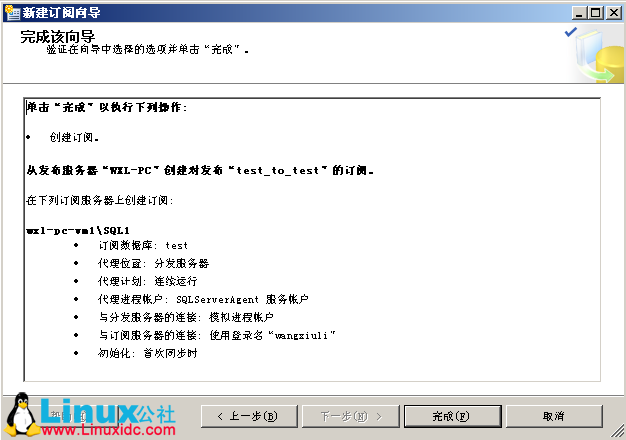 新建订阅向导
完成该向导
验证在向导中选择的选项并单击“完成”。
单击“完成”以执行下列操作:
• 创建订阅。
从发布服务器“WXL-PC”创建对发布“test_to_test”的订阅。
在下列订阅服务器上创建订阅:
wxl-pc-vm1\SQL1
• 订阅数据库: test
• 代理位置: 分发服务器
• 代理计划: 连续运行
• 代理进程帐户: SQLServerAgent 服务帐户
• 与分发服务器的连接: 模拟进程帐户
• 与订阅服务器的连接: 使用登录名“wangxiuli”
• 初始化: 首次同步时
Linux公社
www.Linuxidc.com
< 上一步(B)
下一步(N) >
完成(F)
取消